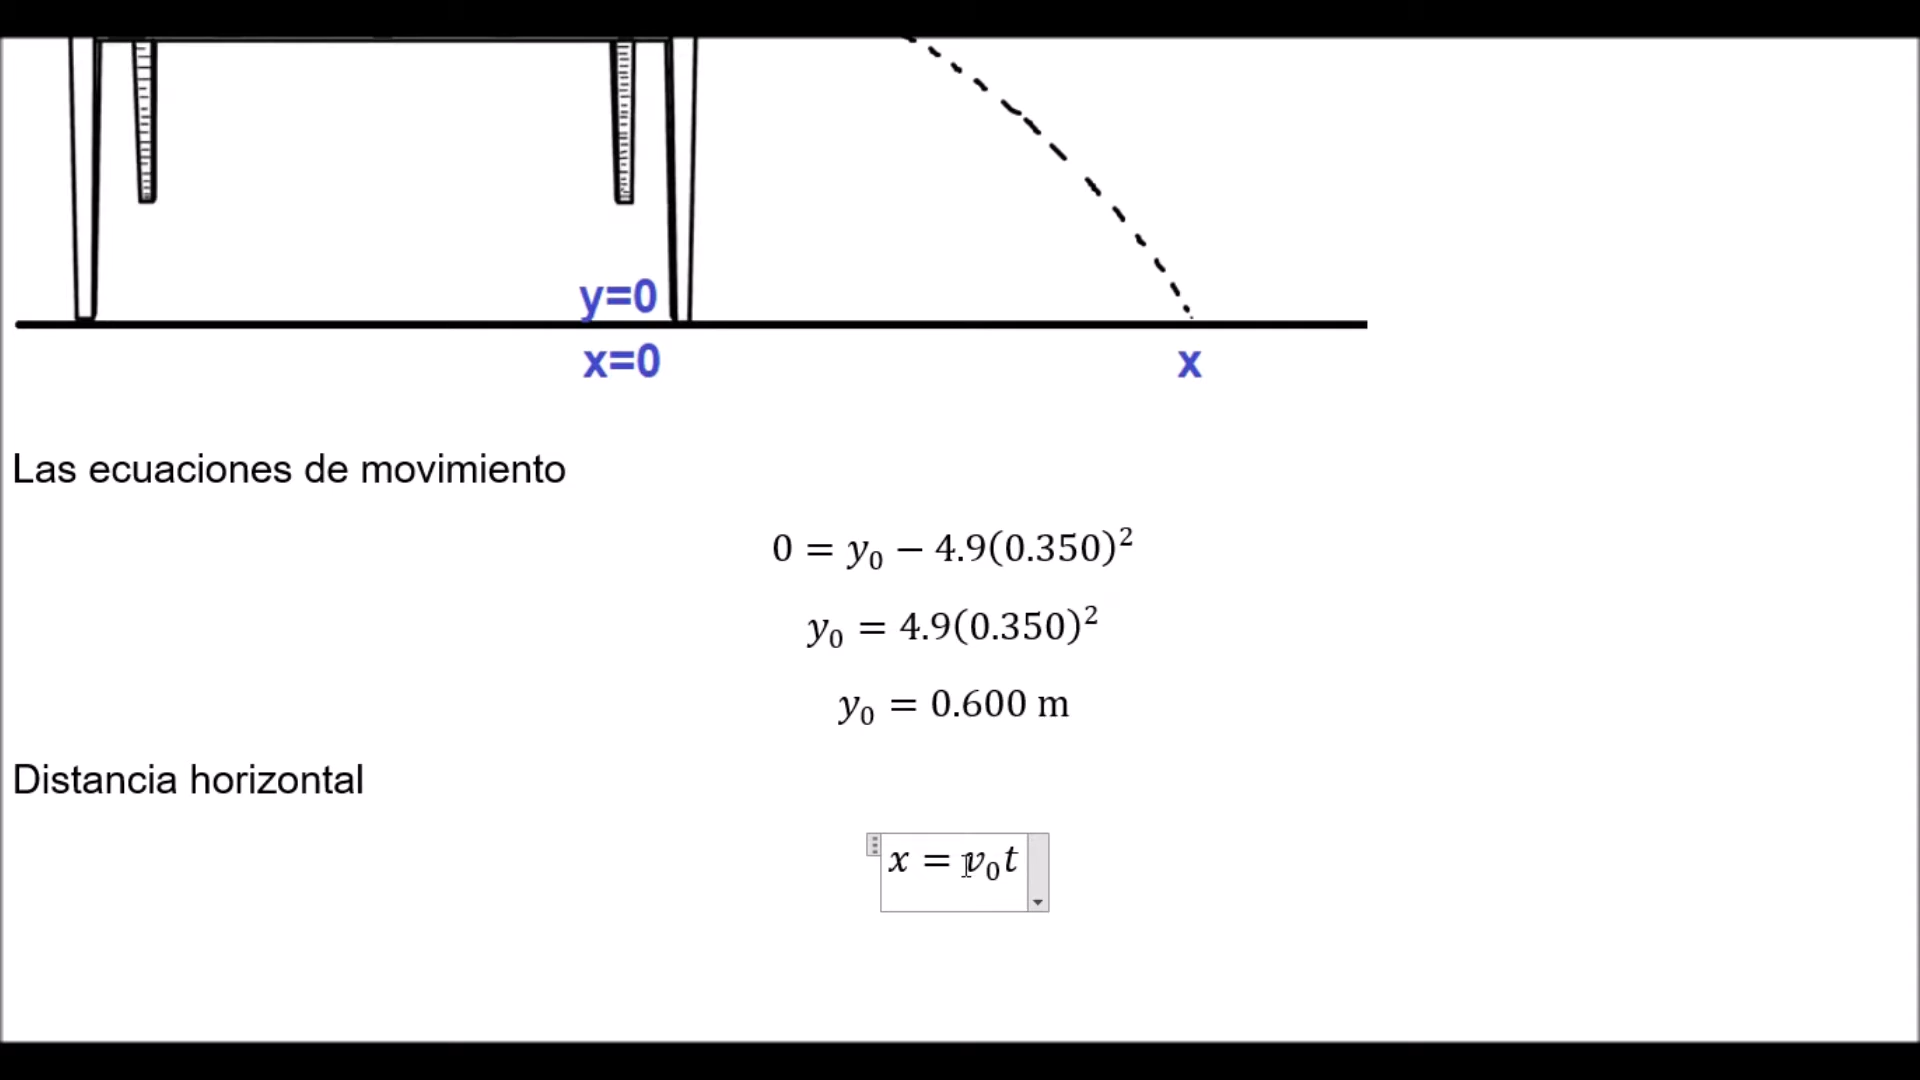 y=0
x=0
x
Las ecuaciones de movimiento
0 = y₀ − 4.9(0.350)²
y₀ = 4.9(0.350)²
y₀ = 0.600 m
Distancia horizontal
x = v₀t